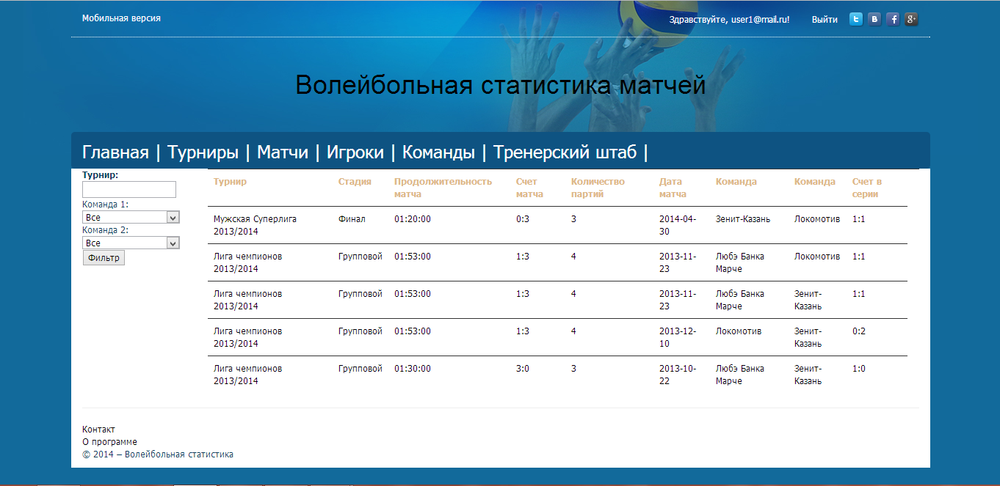 Мобильная версия
Здравствуйте, user1@mail.ru! Выйти
Волейбольная статистика матчей
Главная | Турниры | Матчи | Игроки | Команды | Тренерский штаб |
Турнир:
Команда 1:
Все
Команда 2:
Все
Фильтр
Турнир Стадия Продолжительность Счет Количество Дата Команда Команда Счет в
матча матча партий матча серии
Мужская Суперлига Финал 01:20:00 0:3 3 2014-04- Зенит-Казань Локомотив 1:1
2013/2014 30
Лига чемпионов Групповой 01:53:00 1:3 4 2013-11- Любэ Банка Локомотив 1:1
2013/2014 23 Марче
Лига чемпионов Групповой 01:53:00 1:3 4 2013-11- Любэ Банка Зенит- 1:1
2013/2014 23 Марче Казань
Лига чемпионов Групповой 01:53:00 1:3 4 2013-12- Локомотив Зенит- 0:2
2013/2014 10 Казань
Лига чемпионов Групповой 01:30:00 3:0 3 2013-10- Любэ Банка Зенит- 1:0
2013/2014 22 Марче Казань
Контакт
О программе
© 2014 – Волейбольная статистика